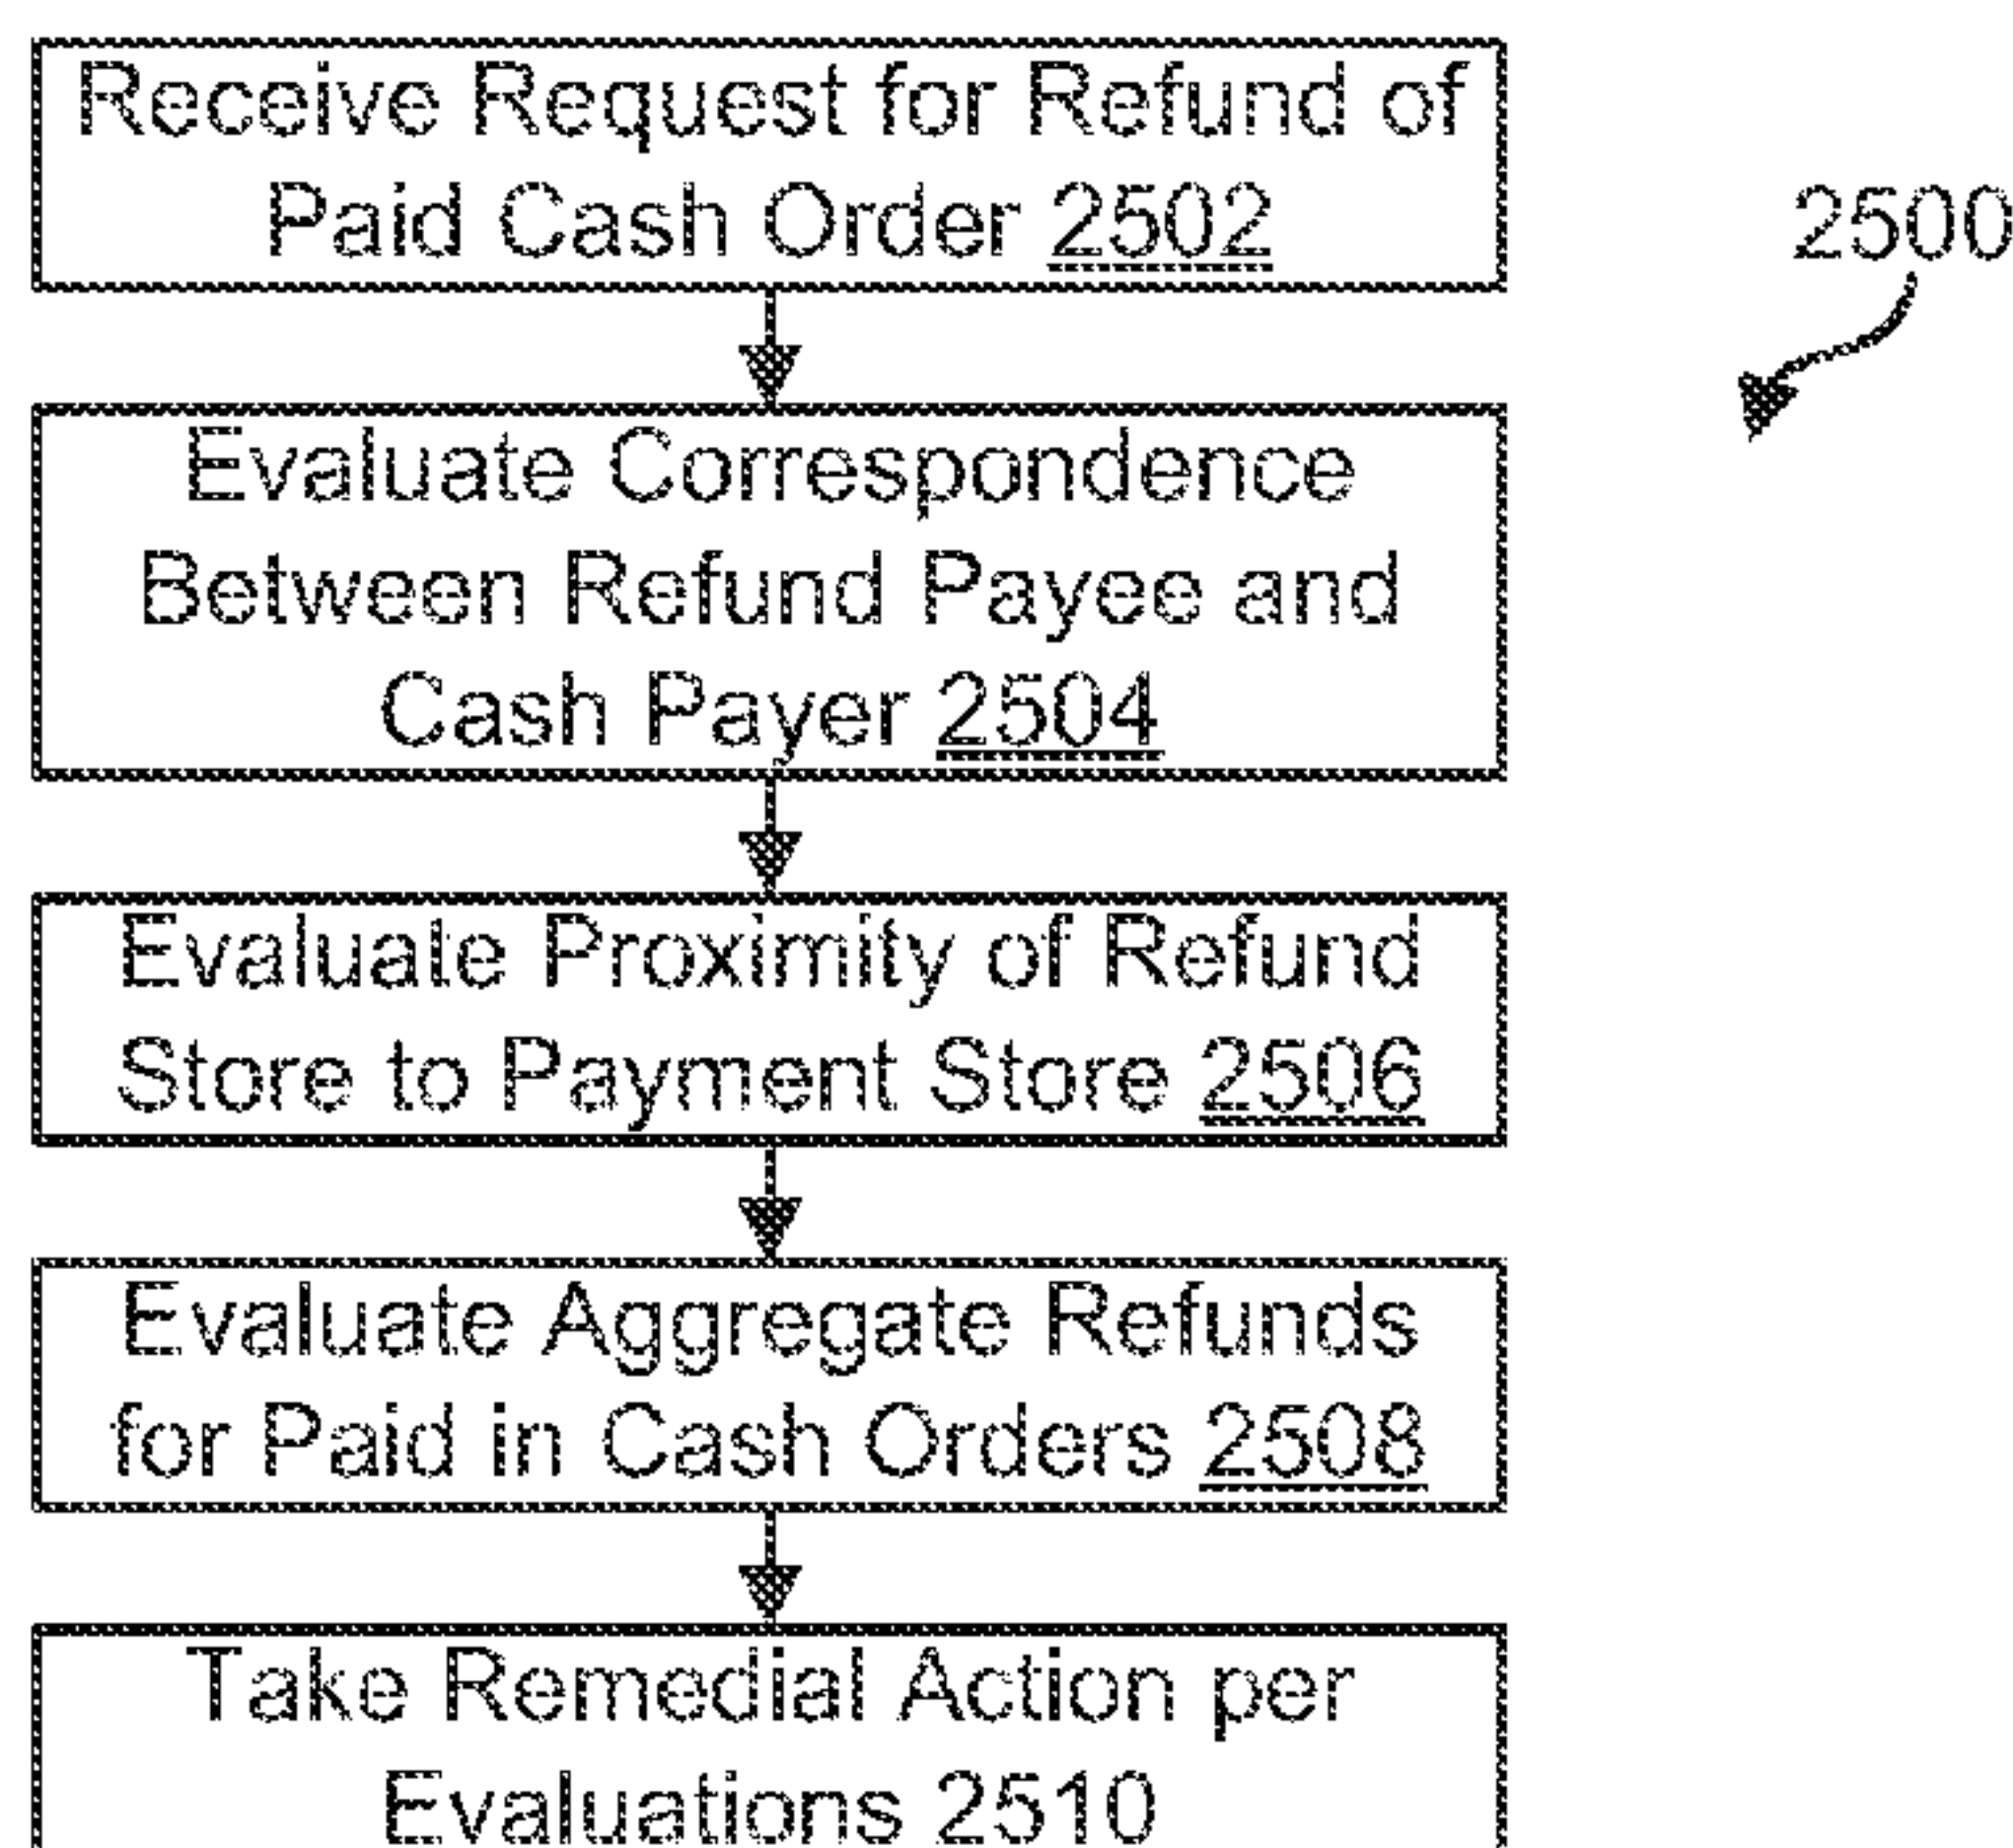 Receive Request for Refund of
Paid Cash Order 2502
2500
Evaluate Correspondence
Between Refund Payee and
Cash Payer 2504
Evaluate Proximity of Refund
Store to Payment Store 2506
Evaluate Aggregate Refunds
for Paid in Cash Orders 2508
Take Remedial Action per
Evaluations 2510